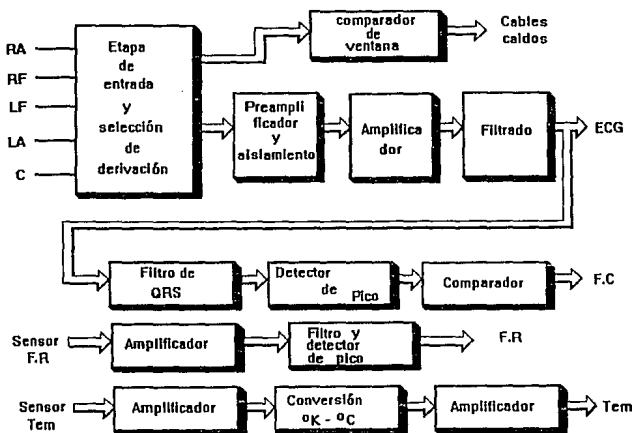 RA
RF
LF
LA
C
Etapa
de
entrada
y
selección
de
derivación
comparador
de
ventana
Cables
caldos
Preampli
ficador
y
aislamiento
Amplifica
dor
Filtrado
ECG
Filtro de
QRS
Detector
de
Pico
Comparador
F.C
Sensor
F.R
Amplificador
Filtro y
detector
de pico
F.R
Sensor
Tem
Amplificador
Conversión
ºK - ºC
Amplificador
Tem